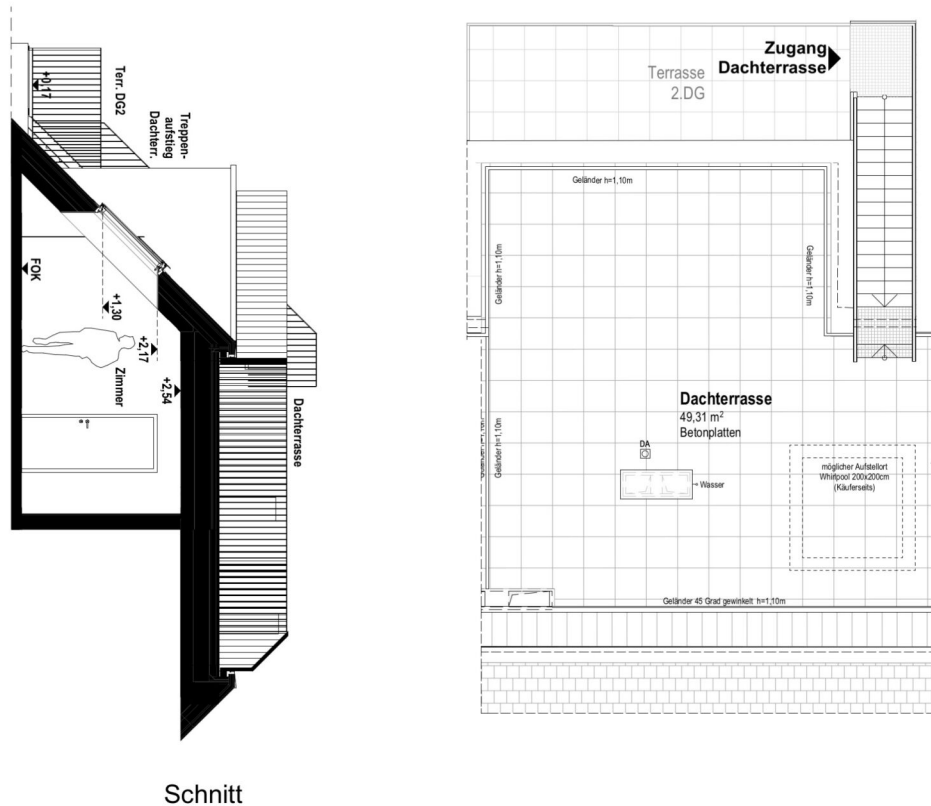 +0,17
Terr. DG2
Treppen-
aufstieg
Dachterr.
FOK
+1,30
+2,17
Zimmer
+2,54
Dachterrasse
Schnitt
Zugang
Dachterrasse
Terrasse
2.DG
Geländer h=1,10m
Geländer h=1,10m
Geländer h=1,10m
Geländer h=1,10m
Dachterrasse
49,31 m²
Betonplatten
DA
Wasser
möglicher Aufstellort
Whirlpool 200x200cm
(Käuferseits)
Geländer 45 Grad gewinkelt h=1,10m